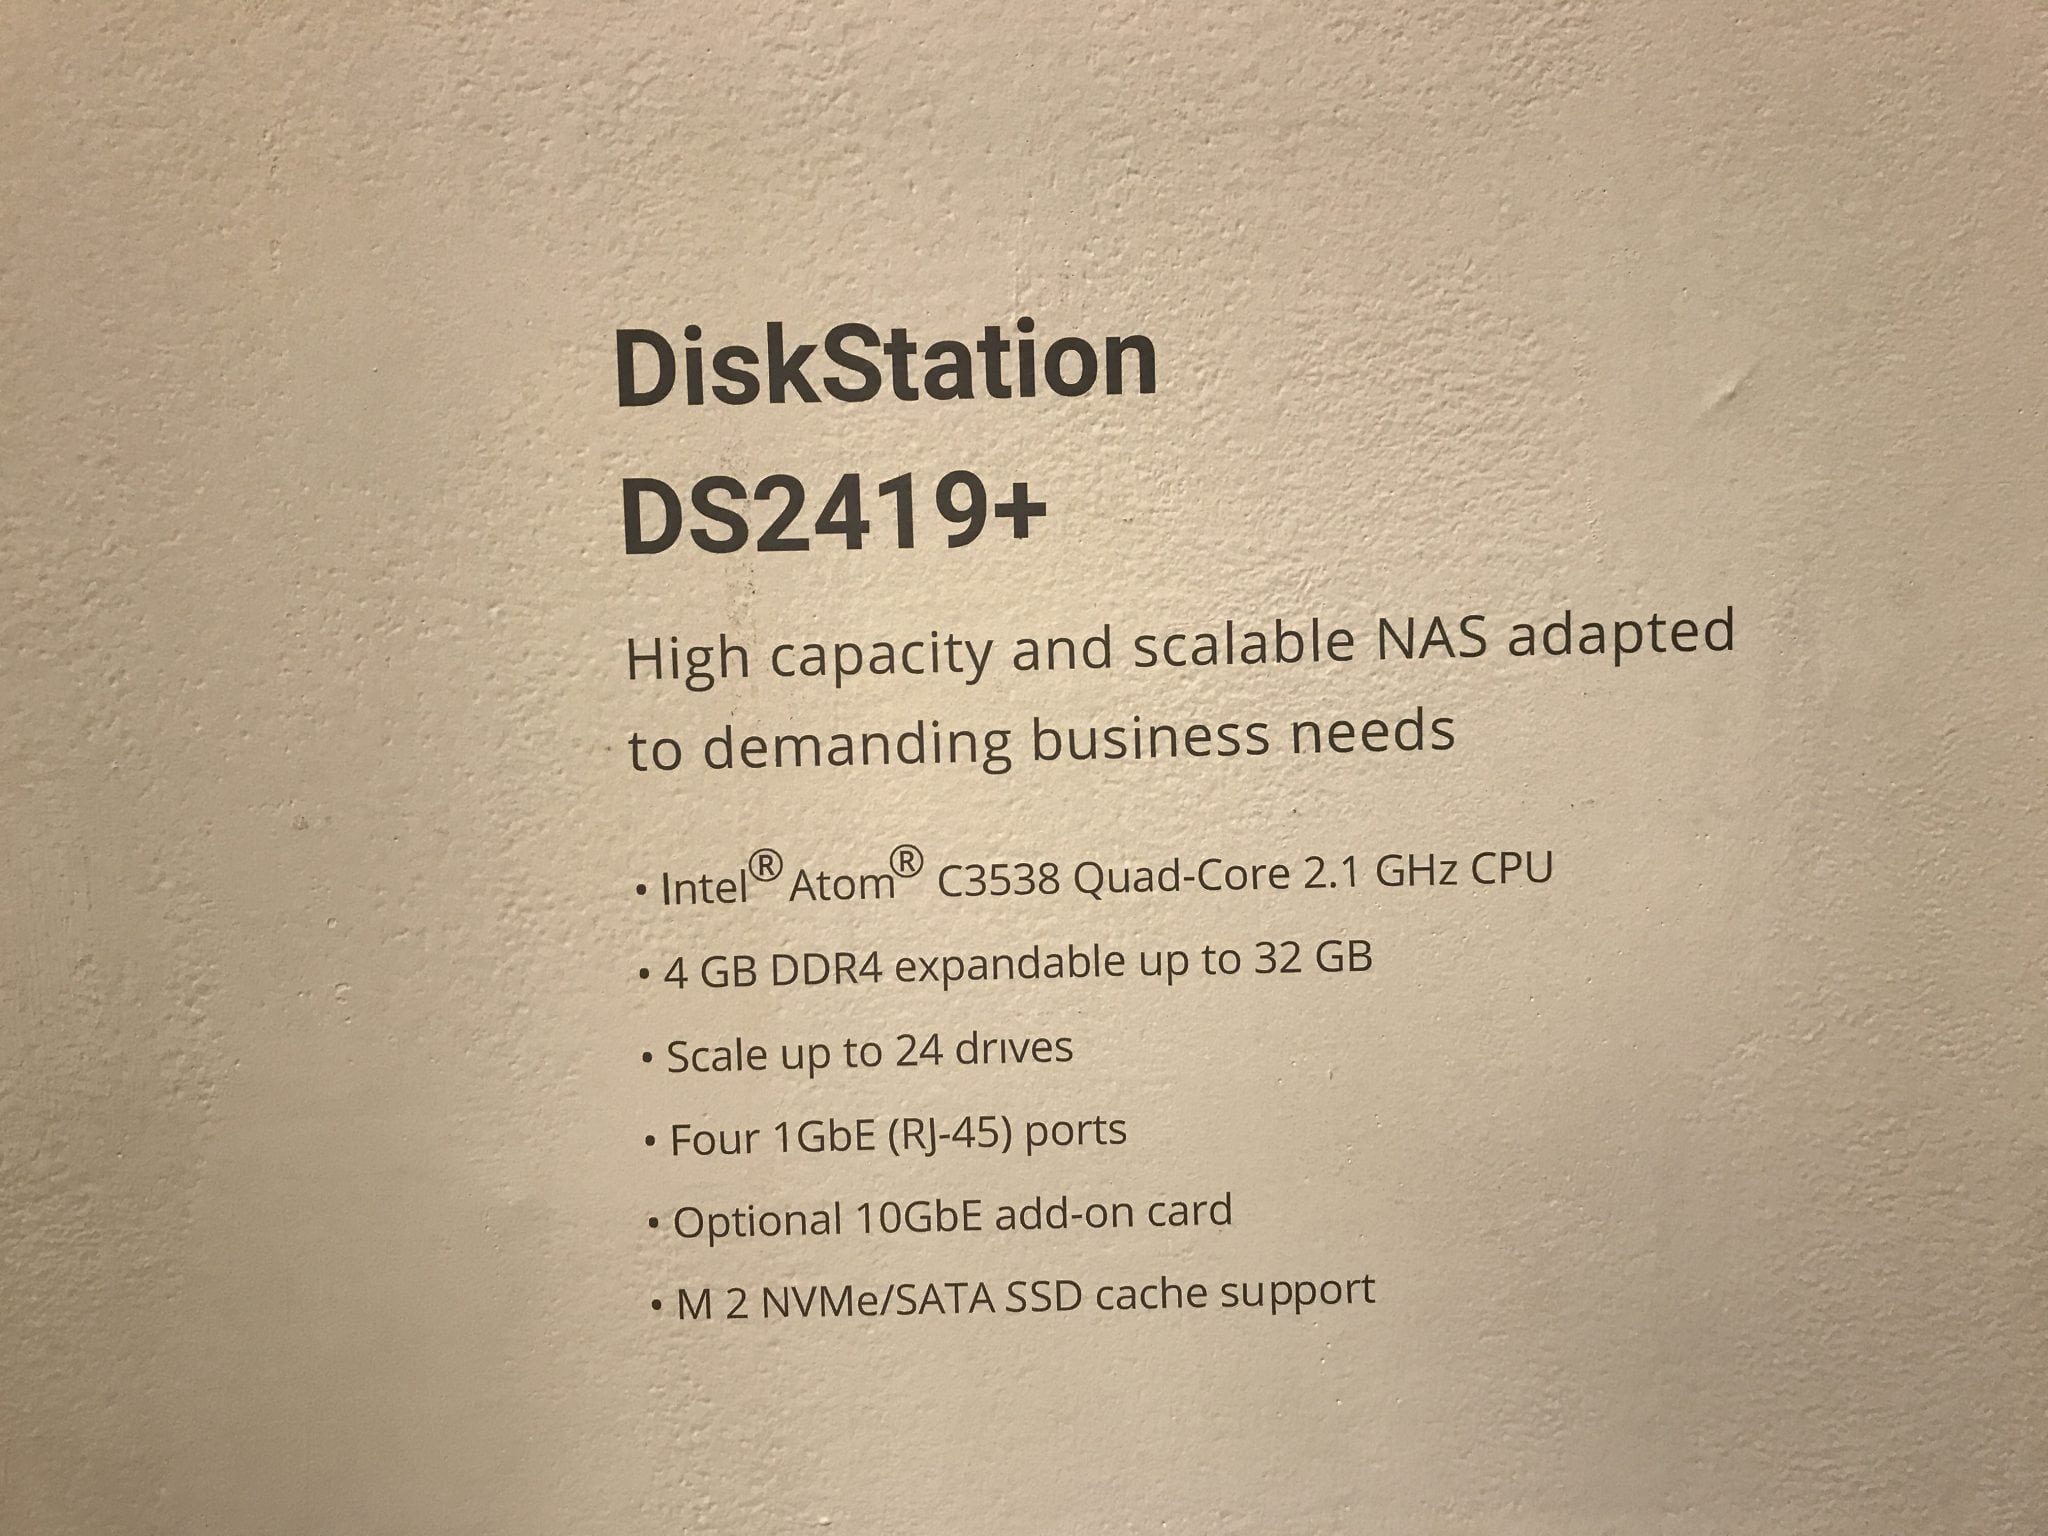 DiskStation
DS2419+
High capacity and scalable NAS adapted
to demanding business needs
• Intel® Atom® C3538 Quad-Core 2.1 GHz CPU
• 4 GB DDR4 expandable up to 32 GB
• Scale up to 24 drıves
• Four 1GbE (RJ-45) ports
• Optional 10GbE add-on card
• M 2 NVMe/SATA SSD cache support